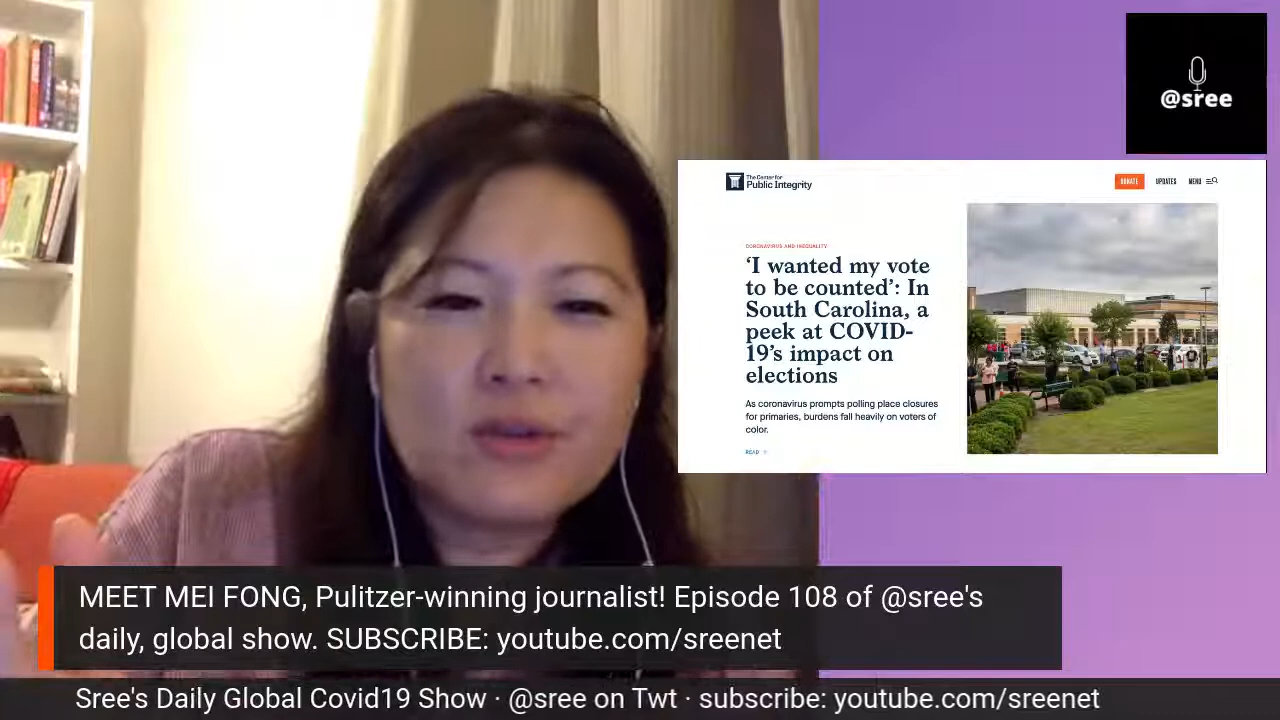 @sree
The Center for
Public Integrity
DONATE
UPDATES
MENU
CORONAVIRUS AND INEQUALITY
‘I wanted my vote
to be counted’: In
South Carolina, a
peek at COVID-
19’s impact on
elections
As coronavirus prompts polling place closures
for primaries, burdens fall heavily on voters of
color.
READ
MEET MEI FONG, Pulitzer-winning journalist! Episode 108 of @sree's
daily, global show. SUBSCRIBE: youtube.com/sreenet
Sree's Daily Global Covid19 Show · @sree on Twt · subscribe: youtube.com/sreenet